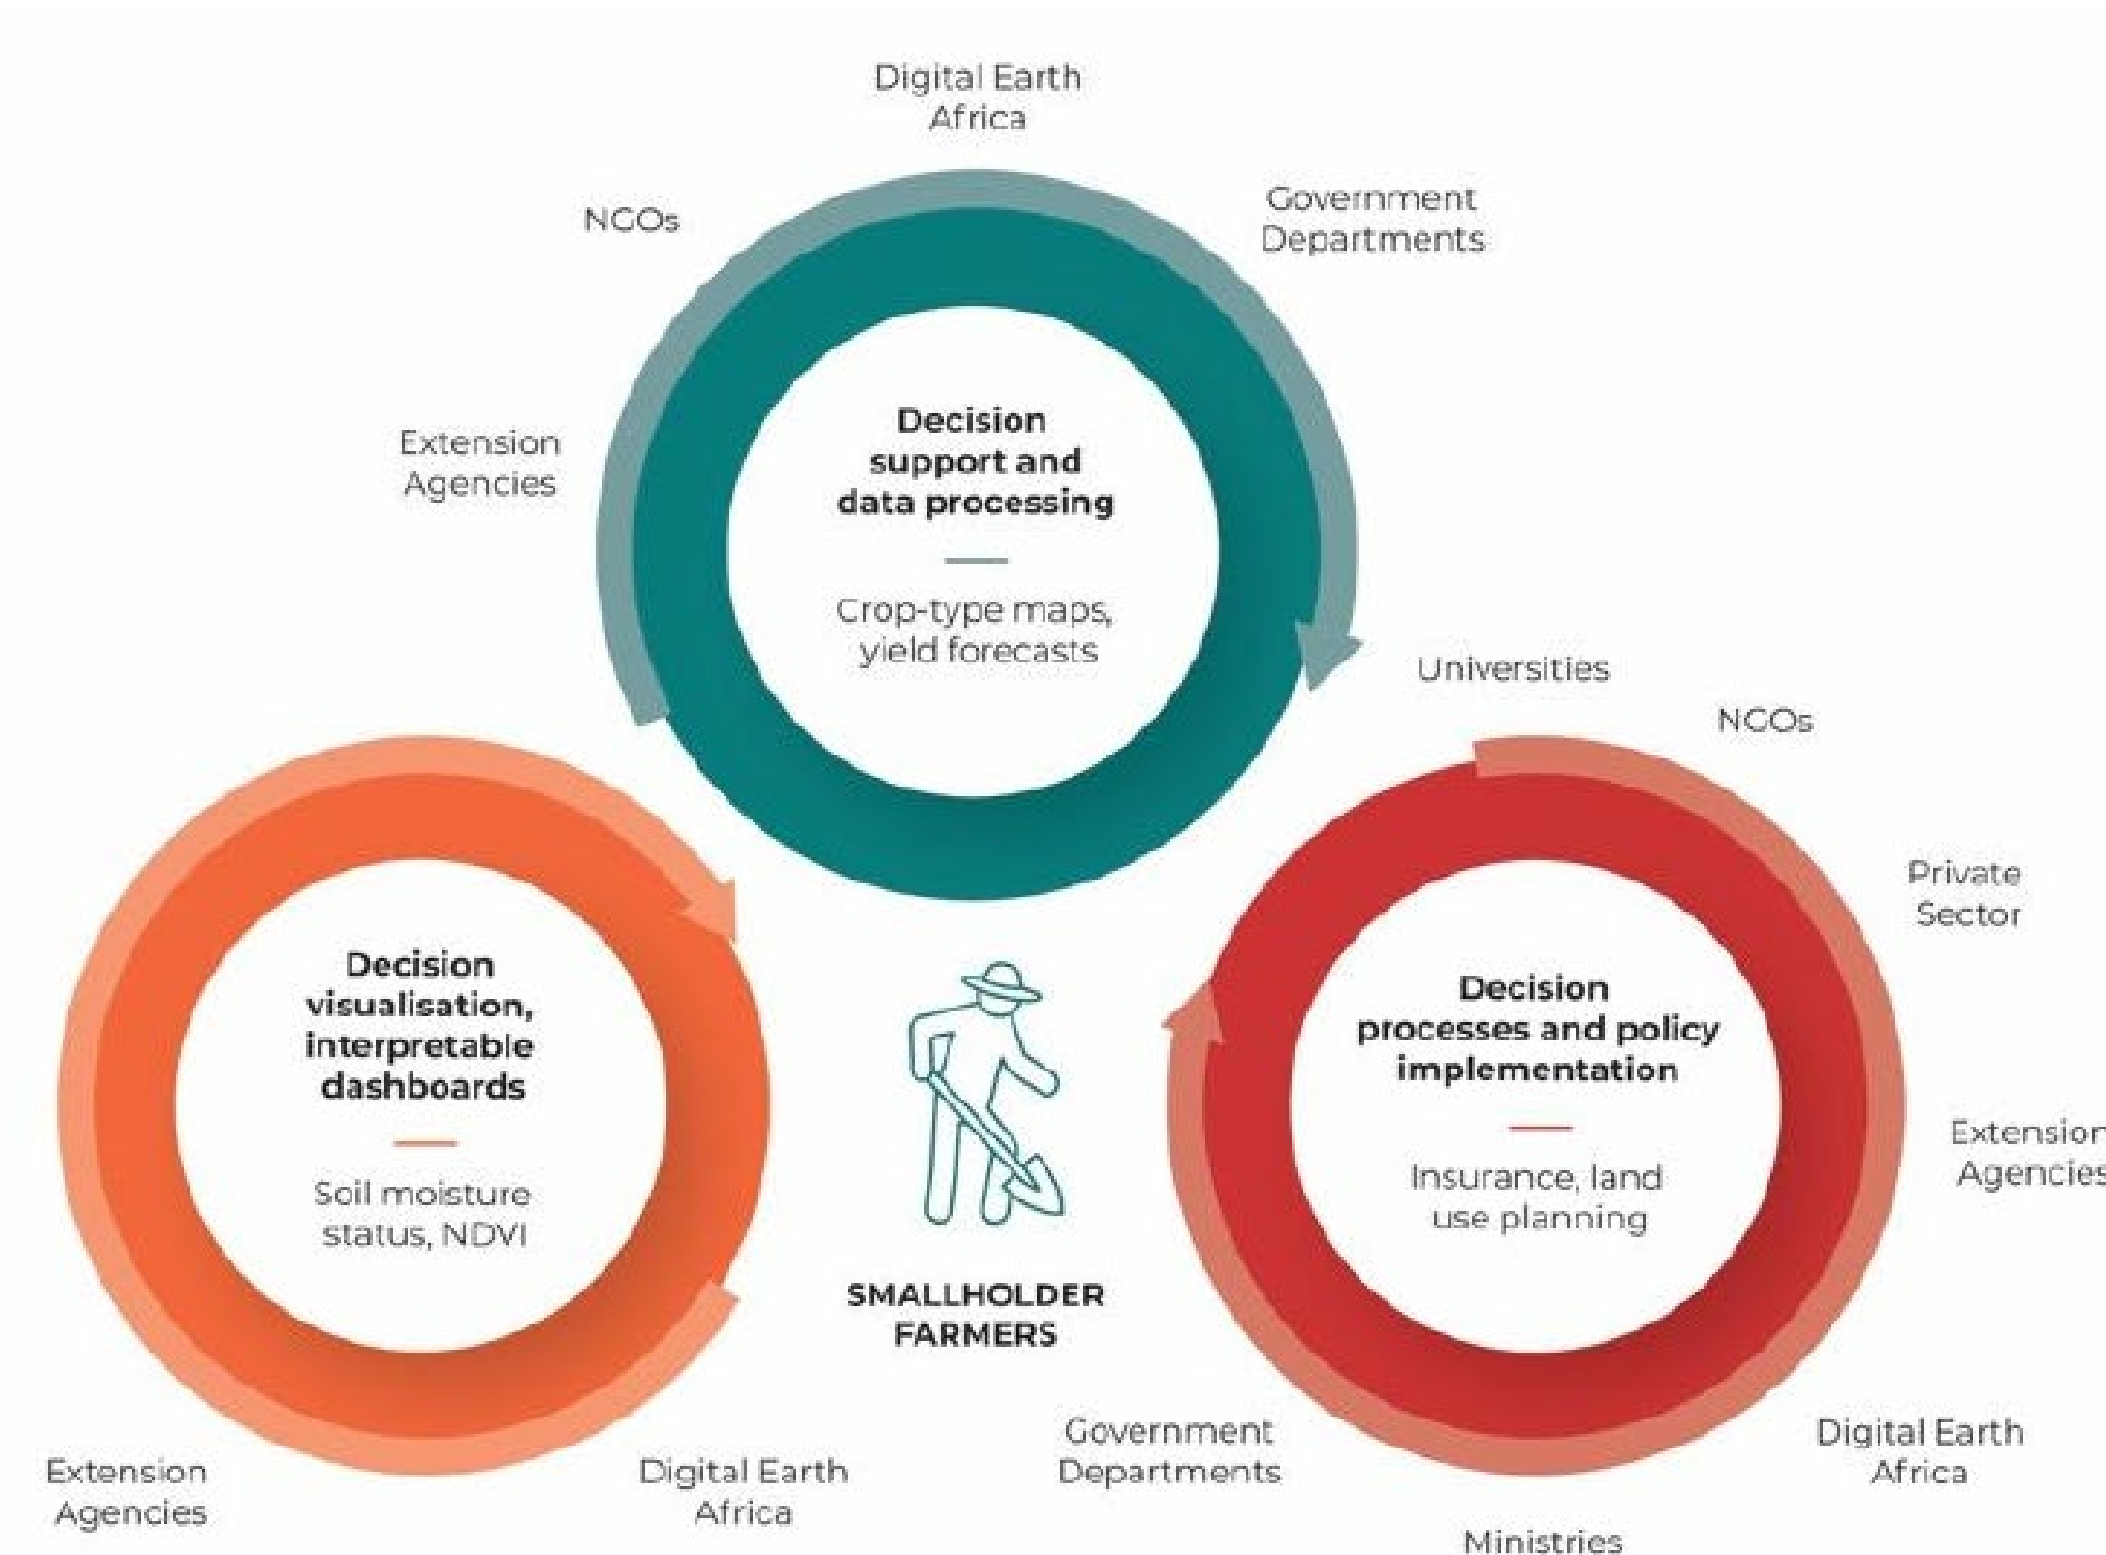 Digital Earth
Africa
NGOs
Government
Departments
Extension
Agencies
Decision
support and
data processing
Crop-type maps,
yield forecasts
Universities
NGOs
Private
Sector
Decision
visualisation,
interpretable
dashboards
Soil moisture
status, NDVI
SMALLHOLDER
FARMERS
Decision
processes and policy
implementation
Insurance, land
use planning
Extension
Agencies
Extension
Agencies
Digital Earth
Africa
Government
Departments
Digital Earth
Africa
Ministries